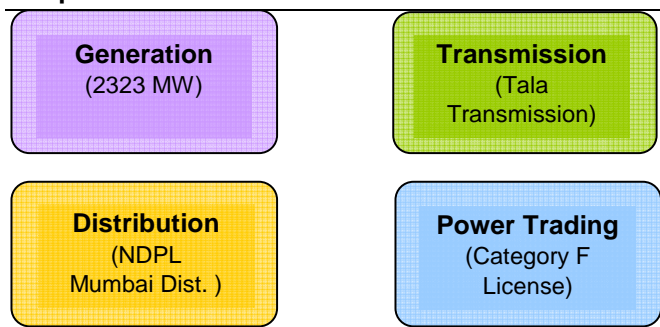 Generation
(2323 MW)
Transmission
(Tala
Transmission)
Distribution
(NDPL
Mumbai Dist. )
Power Trading
(Category F
License)